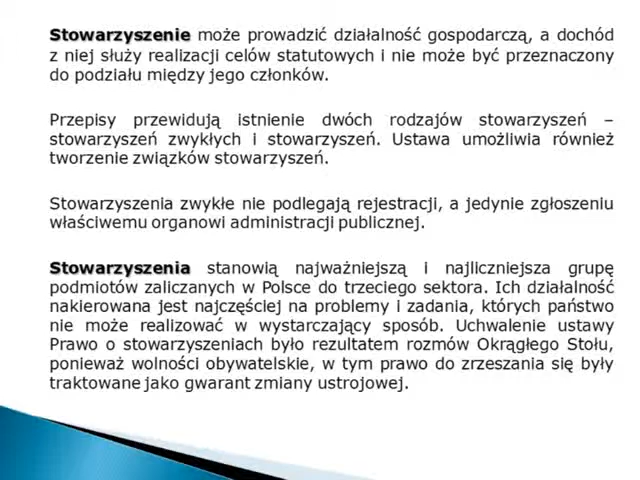 Stowarzyszenie może prowadzić działalność gospodarczą, a dochód
z niej służy realizacji celów statutowych i nie może być przeznaczony
do podziału między jego członków.
Przepisy przewidują istnienie dwóch rodzajów stowarzyszeń –
stowarzyszeń zwykłych i stowarzyszeń. Ustawa umożliwia również
tworzenie związków stowarzyszeń.
Stowarzyszenia zwykłe nie podlegają rejestracji, a jedynie zgłoszeniu
właściwemu organowi administracji publicznej.
Stowarzyszenia stanowią najważniejszą i najliczniejsza grupę
podmiotów zaliczanych w Polsce do trzeciego sektora. Ich działalność
nakierowana jest najczęściej na problemy i zadania, których państwo
nie może realizować w wystarczający sposób. Uchwalenie ustawy
Prawo o stowarzyszeniach było rezultatem rozmów Okrągłego Stołu,
ponieważ wolności obywatelskie, w tym prawo do zrzeszania się były
traktowane jako gwarant zmiany ustrojowej.